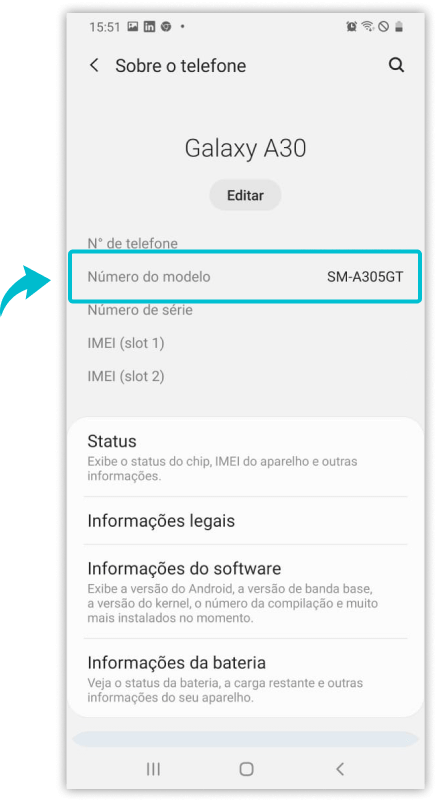 15:51
Sobre o telefone
Galaxy A30
Editar
N° de telefone
Número do modelo SM-A305GT
Número de série
IMEI (slot 1)
IMEI (slot 2)
Status
Exibe o status do chip, IMEI do aparelho e outras
informações.
Informações legais
Informações do software
Exibe a versão do Android, a versão de banda base,
a versão do kernel, o número da compilação e muito
mais instalados no momento.
Informações da bateria
Veja o status da bateria, a carga restante e outras
informações do seu aparelho.